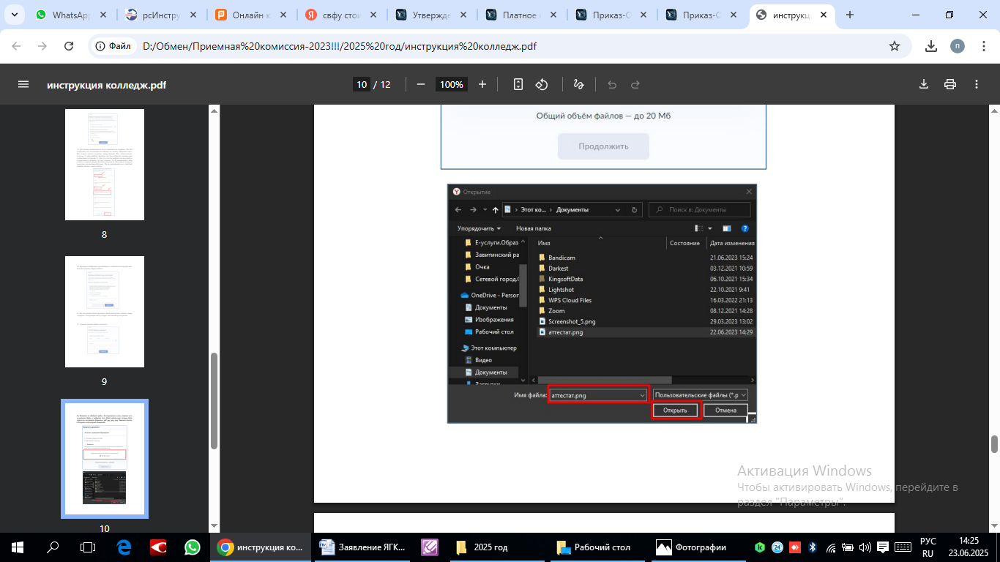 WhatsApp
рсИнстру
Онлайн к
свфу стои
Утвержде
Платное
Приказ-С
Приказ-С
инструкц
Файл
D:/Обмен/Приемная%20комиссия-2023!!!/2025%20год/инструкция%20колледж.pdf
п
инструкция колледж.pdf
10 / 12
100%
8
9
10
Общий объём файлов — до 20 Мб
Продолжить
Открытие
Этот ко... > Документы
Поиск в: Документы
Упорядочить
Новая папка
Имя
Состояние
Дата изменения
Е-услуги.Образ
Завитинский ра
Очка
Сетевой город.
OneDrive - Person
Документы
Изображения
Рабочий стол
Этот компьютер
Видео
Документы
Загрузки
Bandicam 21.06.2023 15:24
Darkest 03.12.2021 10:59
KingsoftData 06.10.2021 15:34
Lightshot 22.10.2021 9:41
WPS Cloud Files 16.03.2022 21:13
Zoom 08.12.2021 14:28
Screenshot_5.png 29.03.2023 13:02
аттестат.png 22.06.2023 14:29
Имя файла: аттестат.png
Пользовательские файлы (*.p
Открыть
Отмена
Активация Windows
Чтобы активировать Windows, перейдите в
раздел "Параметры".
инструкция ко...
Заявление ЯГК...
2025 год
Рабочий стол
Фотографии
24
РУС
RU
14:25
23.06.2025